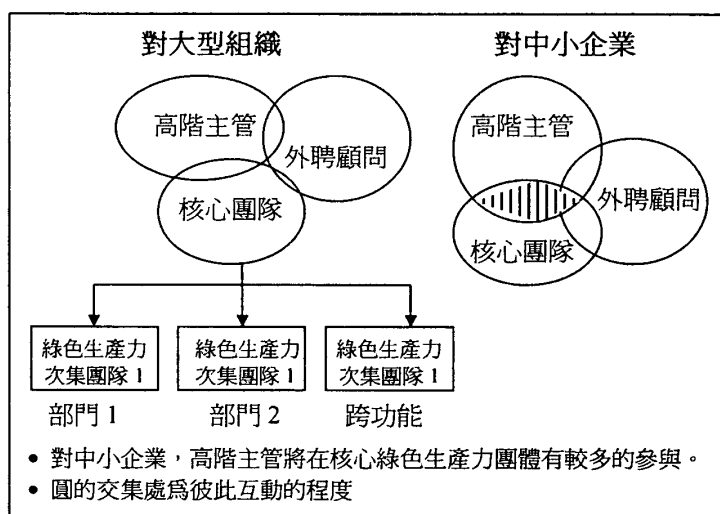 對大型組織
對中小企業
高階主管
外聘顧問
核心團隊
高階主管
外聘顧問
核心團隊
綠色生產力
次集團隊 1
綠色生產力
次集團隊 1
綠色生產力
次集團隊 1
部門 1
部門 2
跨功能
• 對中小企業，高階主管將在核心綠色生產力團體有較多的參與。
• 圓的交集處爲彼此互動的程度